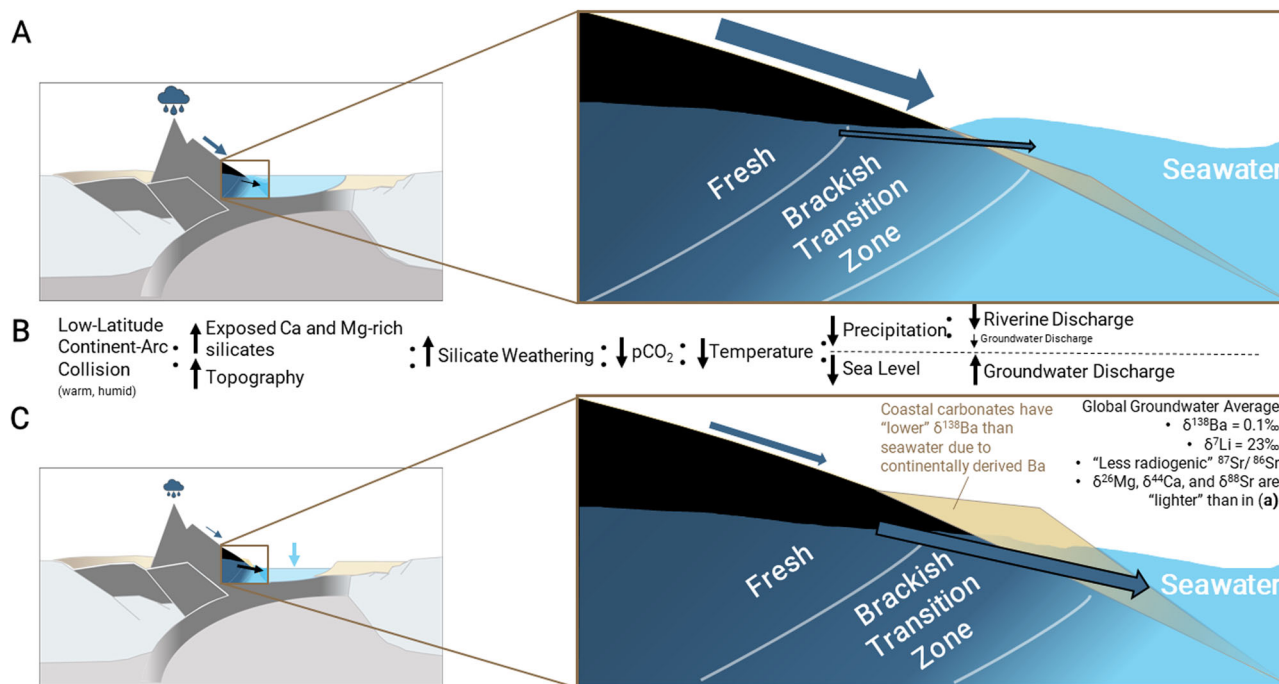 A
Fresh
Brackish
Transition
Zone
Seawater
B
Low-Latitude
Continent-Arc
Collision
(warm, humid)
∴
↑ Exposed Ca and Mg-rich
silicates
↑ Topography
∴ ↑ Silicate Weathering ∴ ↓ pCO₂ ∴ ↓ Temperature ∴
↓ Precipitation ∴ ↓ Riverine Discharge
↓ Groundwater Discharge
↓ Sea Level ↑ Groundwater Discharge
C
Coastal carbonates have
“lower” δ¹³⁸Ba than
seawater due to
continentally derived Ba
Global Groundwater Average
• δ¹³⁸Ba = 0.1‰
• δ⁷Li = 23‰
• “Less radiogenic” ⁸⁷Sr/ ⁸⁶Sr
• δ²⁶Mg, δ⁴⁴Ca, and δ⁸⁸Sr are
“lighter” than in (a)
Fresh
Brackish
Transition
Zone
Seawater